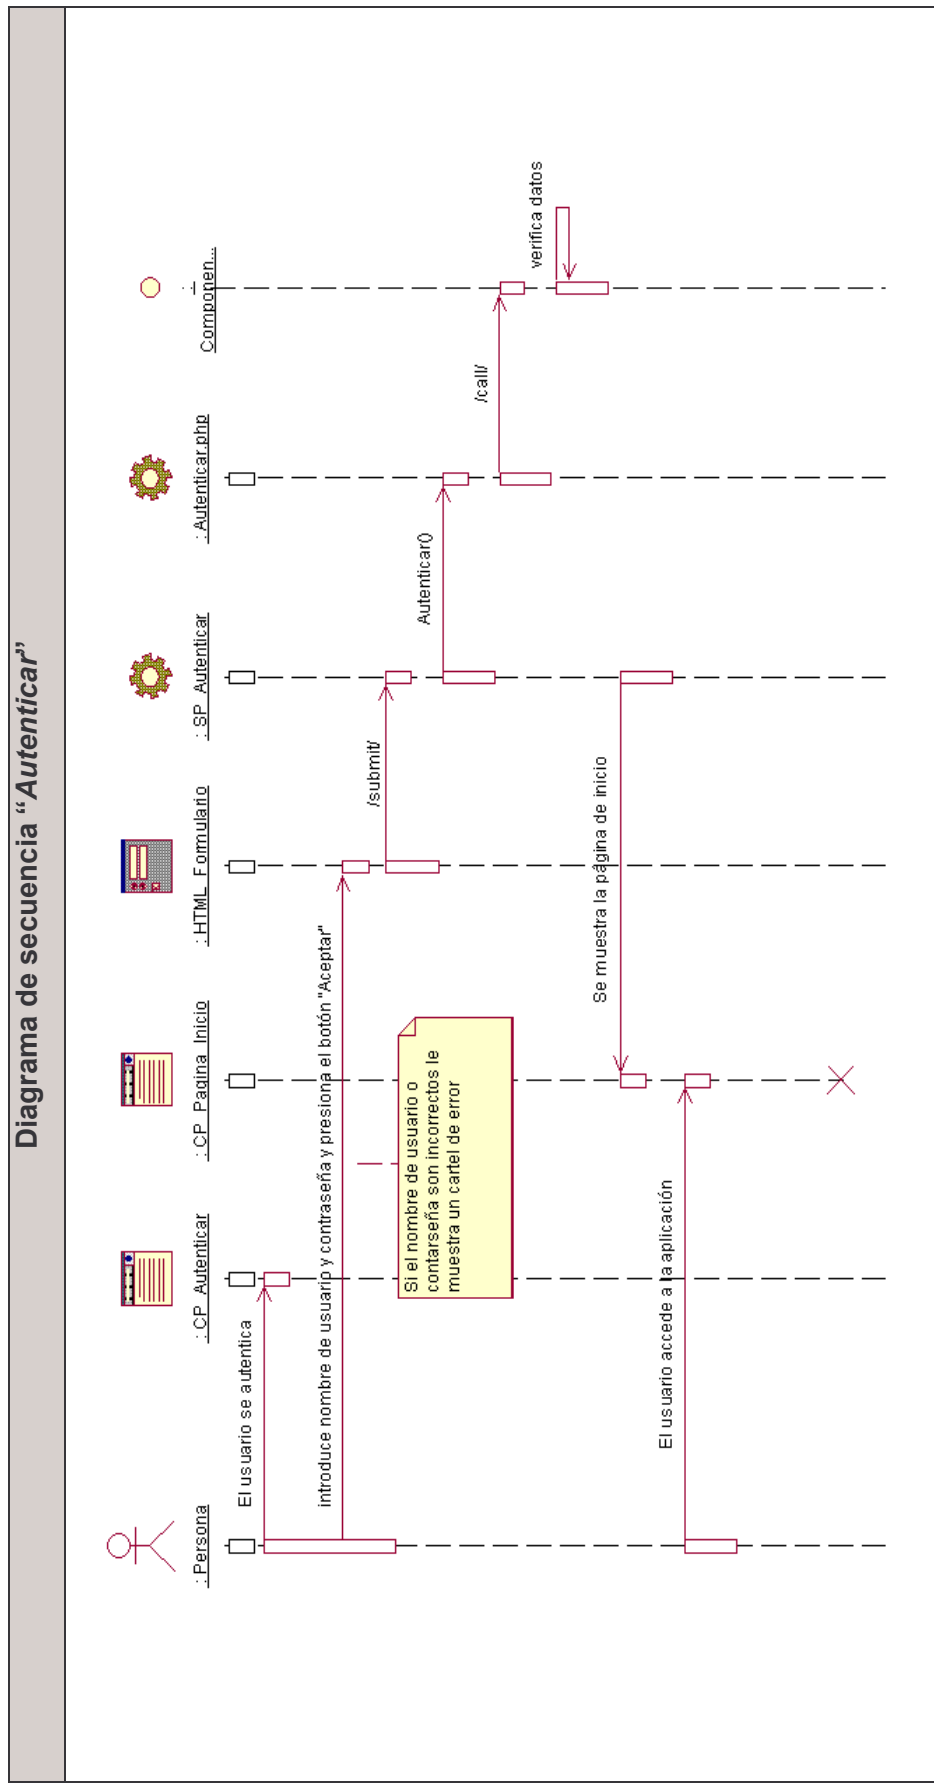 Diagrama de secuencia “Autenticar”
: Persona
: CP_Autenticar
: CP_Pagina_Inicio
: HTML_Formulario
: SP_Autenticar
: Autenticar.php
: Componen...
El usuario se autentica
introduce nombre de usuario y contraseña y presiona el botón "Aceptar"
/submit/
Si el nombre de usuario o
contarseña son incorrectos le
muestra un cartel de error
Autenticar()
/call/
verifica datos
Se muestra la página de inicio
El usuario accede a la aplicación